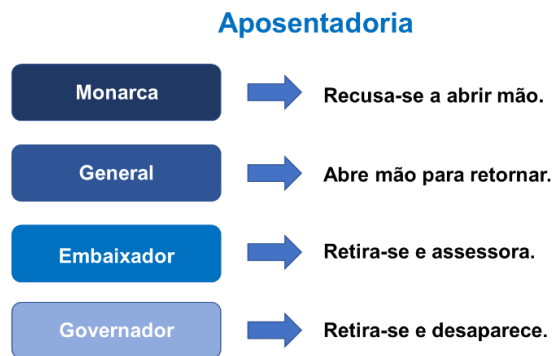 Aposentadoria
Monarca
Recusa-se a abrir mão.
General
Abre mão para retornar.
Embaixador
Retira-se e assessora.
Governador
Retira-se e desaparece.